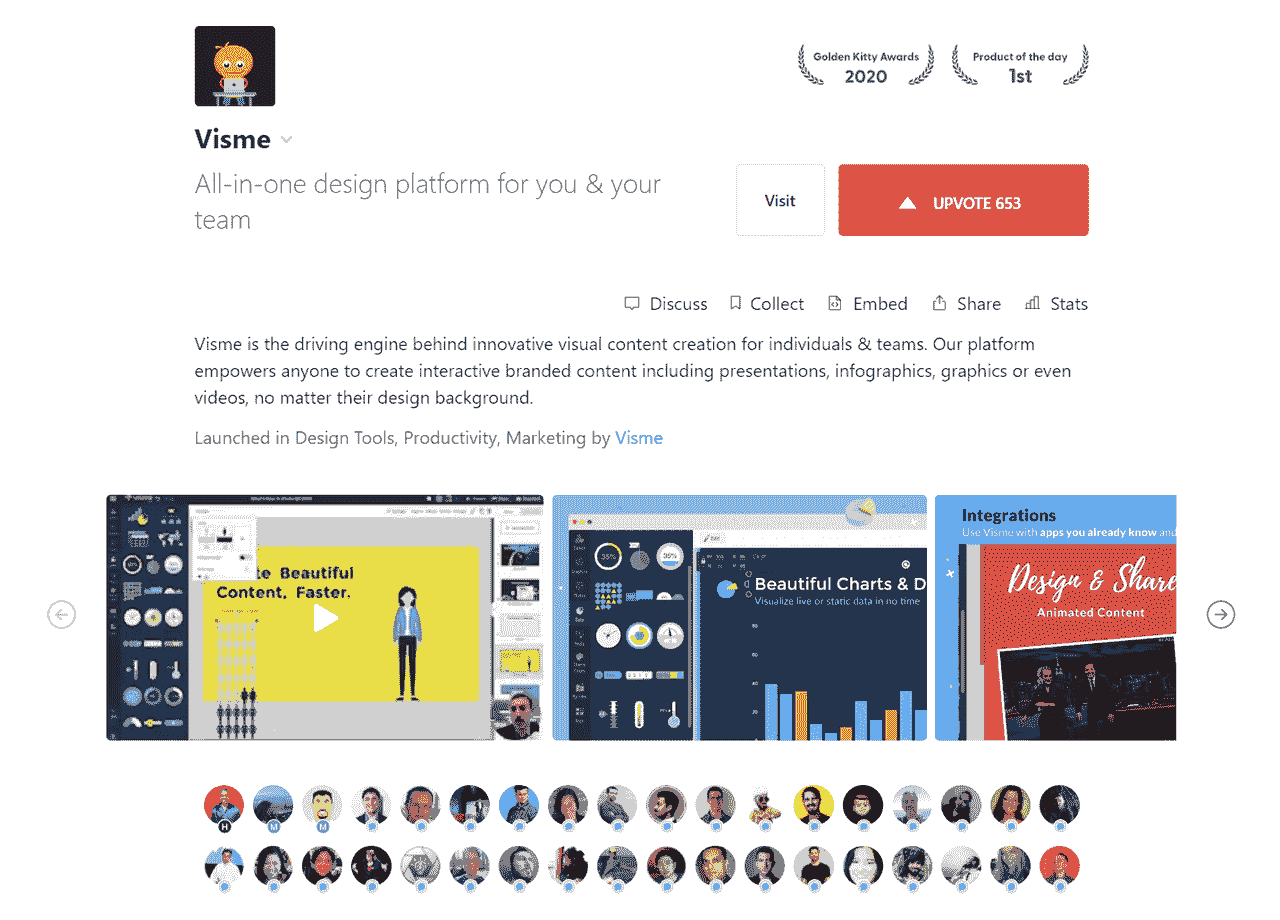 Golden Kitty Awards
2020
Product of the day
1st
Visme
All-in-one design platform for you & your
team
Visit
UPVOTE 653
Discuss
Collect
Embed
Share
Stats
Visme is the driving engine behind innovative visual content creation for individuals & teams. Our platform
empowers anyone to create interactive branded content including presentations, infographics, graphics or even
videos, no matter their design background.
Launched in Design Tools, Productivity, Marketing by Visme
Beautiful
Content, Faster.
35%
35%
Beautiful Charts & D
Visualize live or static data in no time
Integrations
Use Visme with apps you already know and
Design & Share
Animated Content
H
M
M